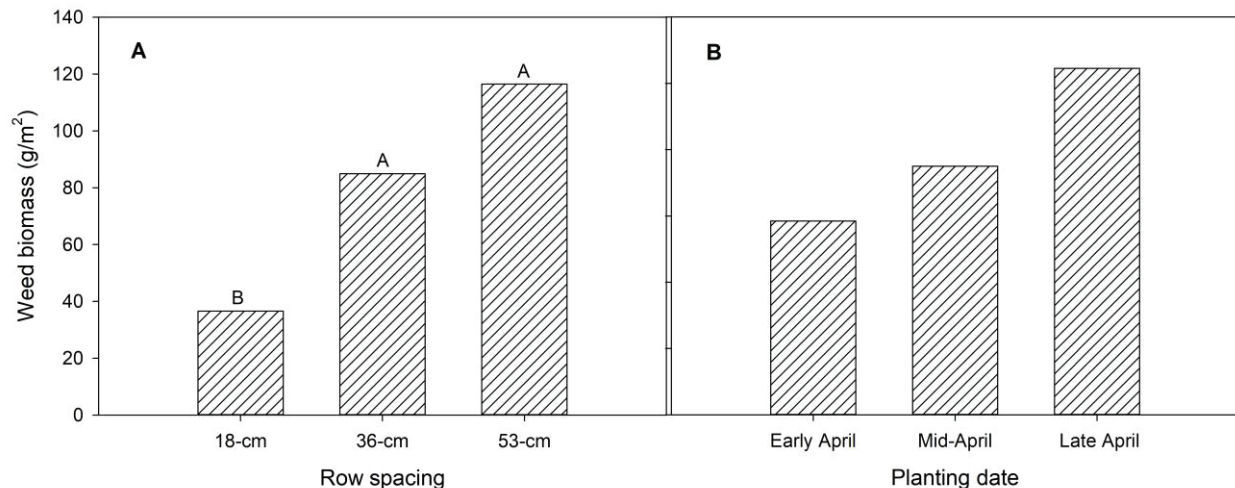 A
B
Weed biomass (g/m²)
140
120
100
80
60
40
20
0
B
A
A
18-cm
36-cm
53-cm
Row spacing
Early April
Mid-April
Late April
Planting date